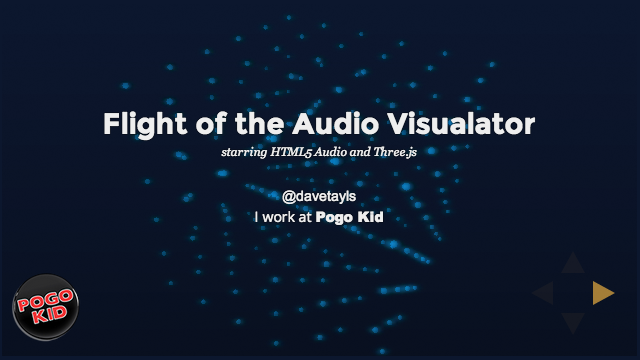 Flight of the Audio Visualator
starring HTML5 Audio and Three.js
@davetayls
I work at Pogo Kid
POGO
KID